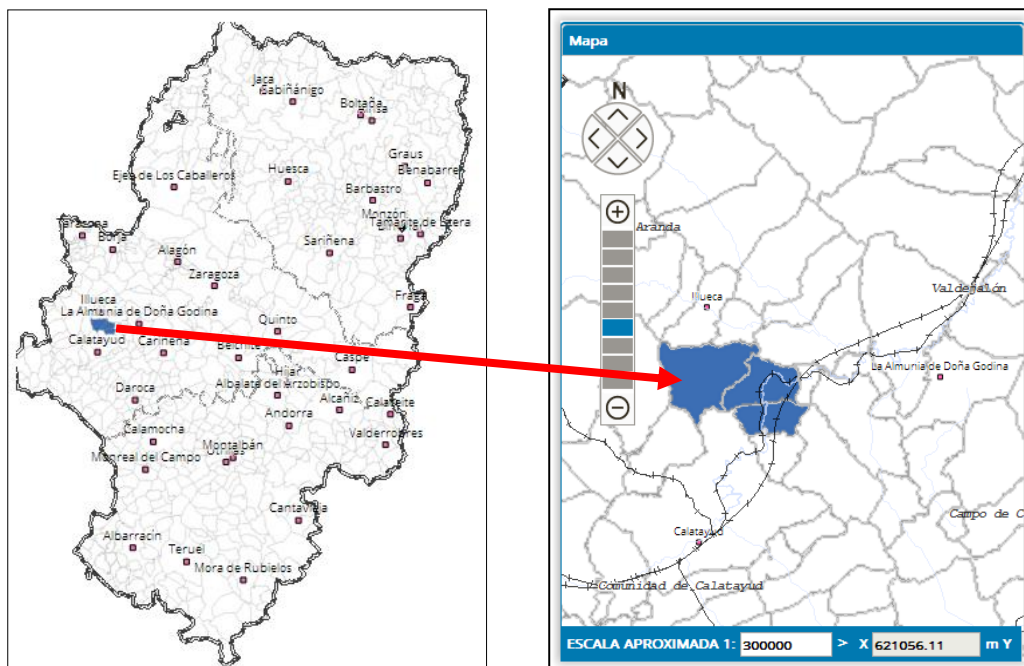 Jaca
Sabiñánigo
Boltaña
Ainsa
Graus
Benabarre
Huesca
Ejea de Los Caballeros
Barbastro
Monzón
Tamarite de Litera
Tarazona
Borja
Sariñena
Alagón
Zaragoza
Fraga
Illueca
La Almunia de Doña Godina
Quinto
Calatayud
Cariñena
Belchite
Caspe
Híjar
Daroca
Albalate del Arzobispo
Alcañiz
Calaceite
Andorra
Calamocha
Valderrobres
Montalbán
Utrillas
Monreal del Campo
Cantavieja
Albarracín
Teruel
Mora de Rubielos
Mapa
N
Aranda
Illueca
Valdejalón
La Almunia de Doña Godina
Campo de C
Calatayud
Comunidad de Calatayud
ESCALA APROXIMADA 1: 300000 > X 621056.11 m Y